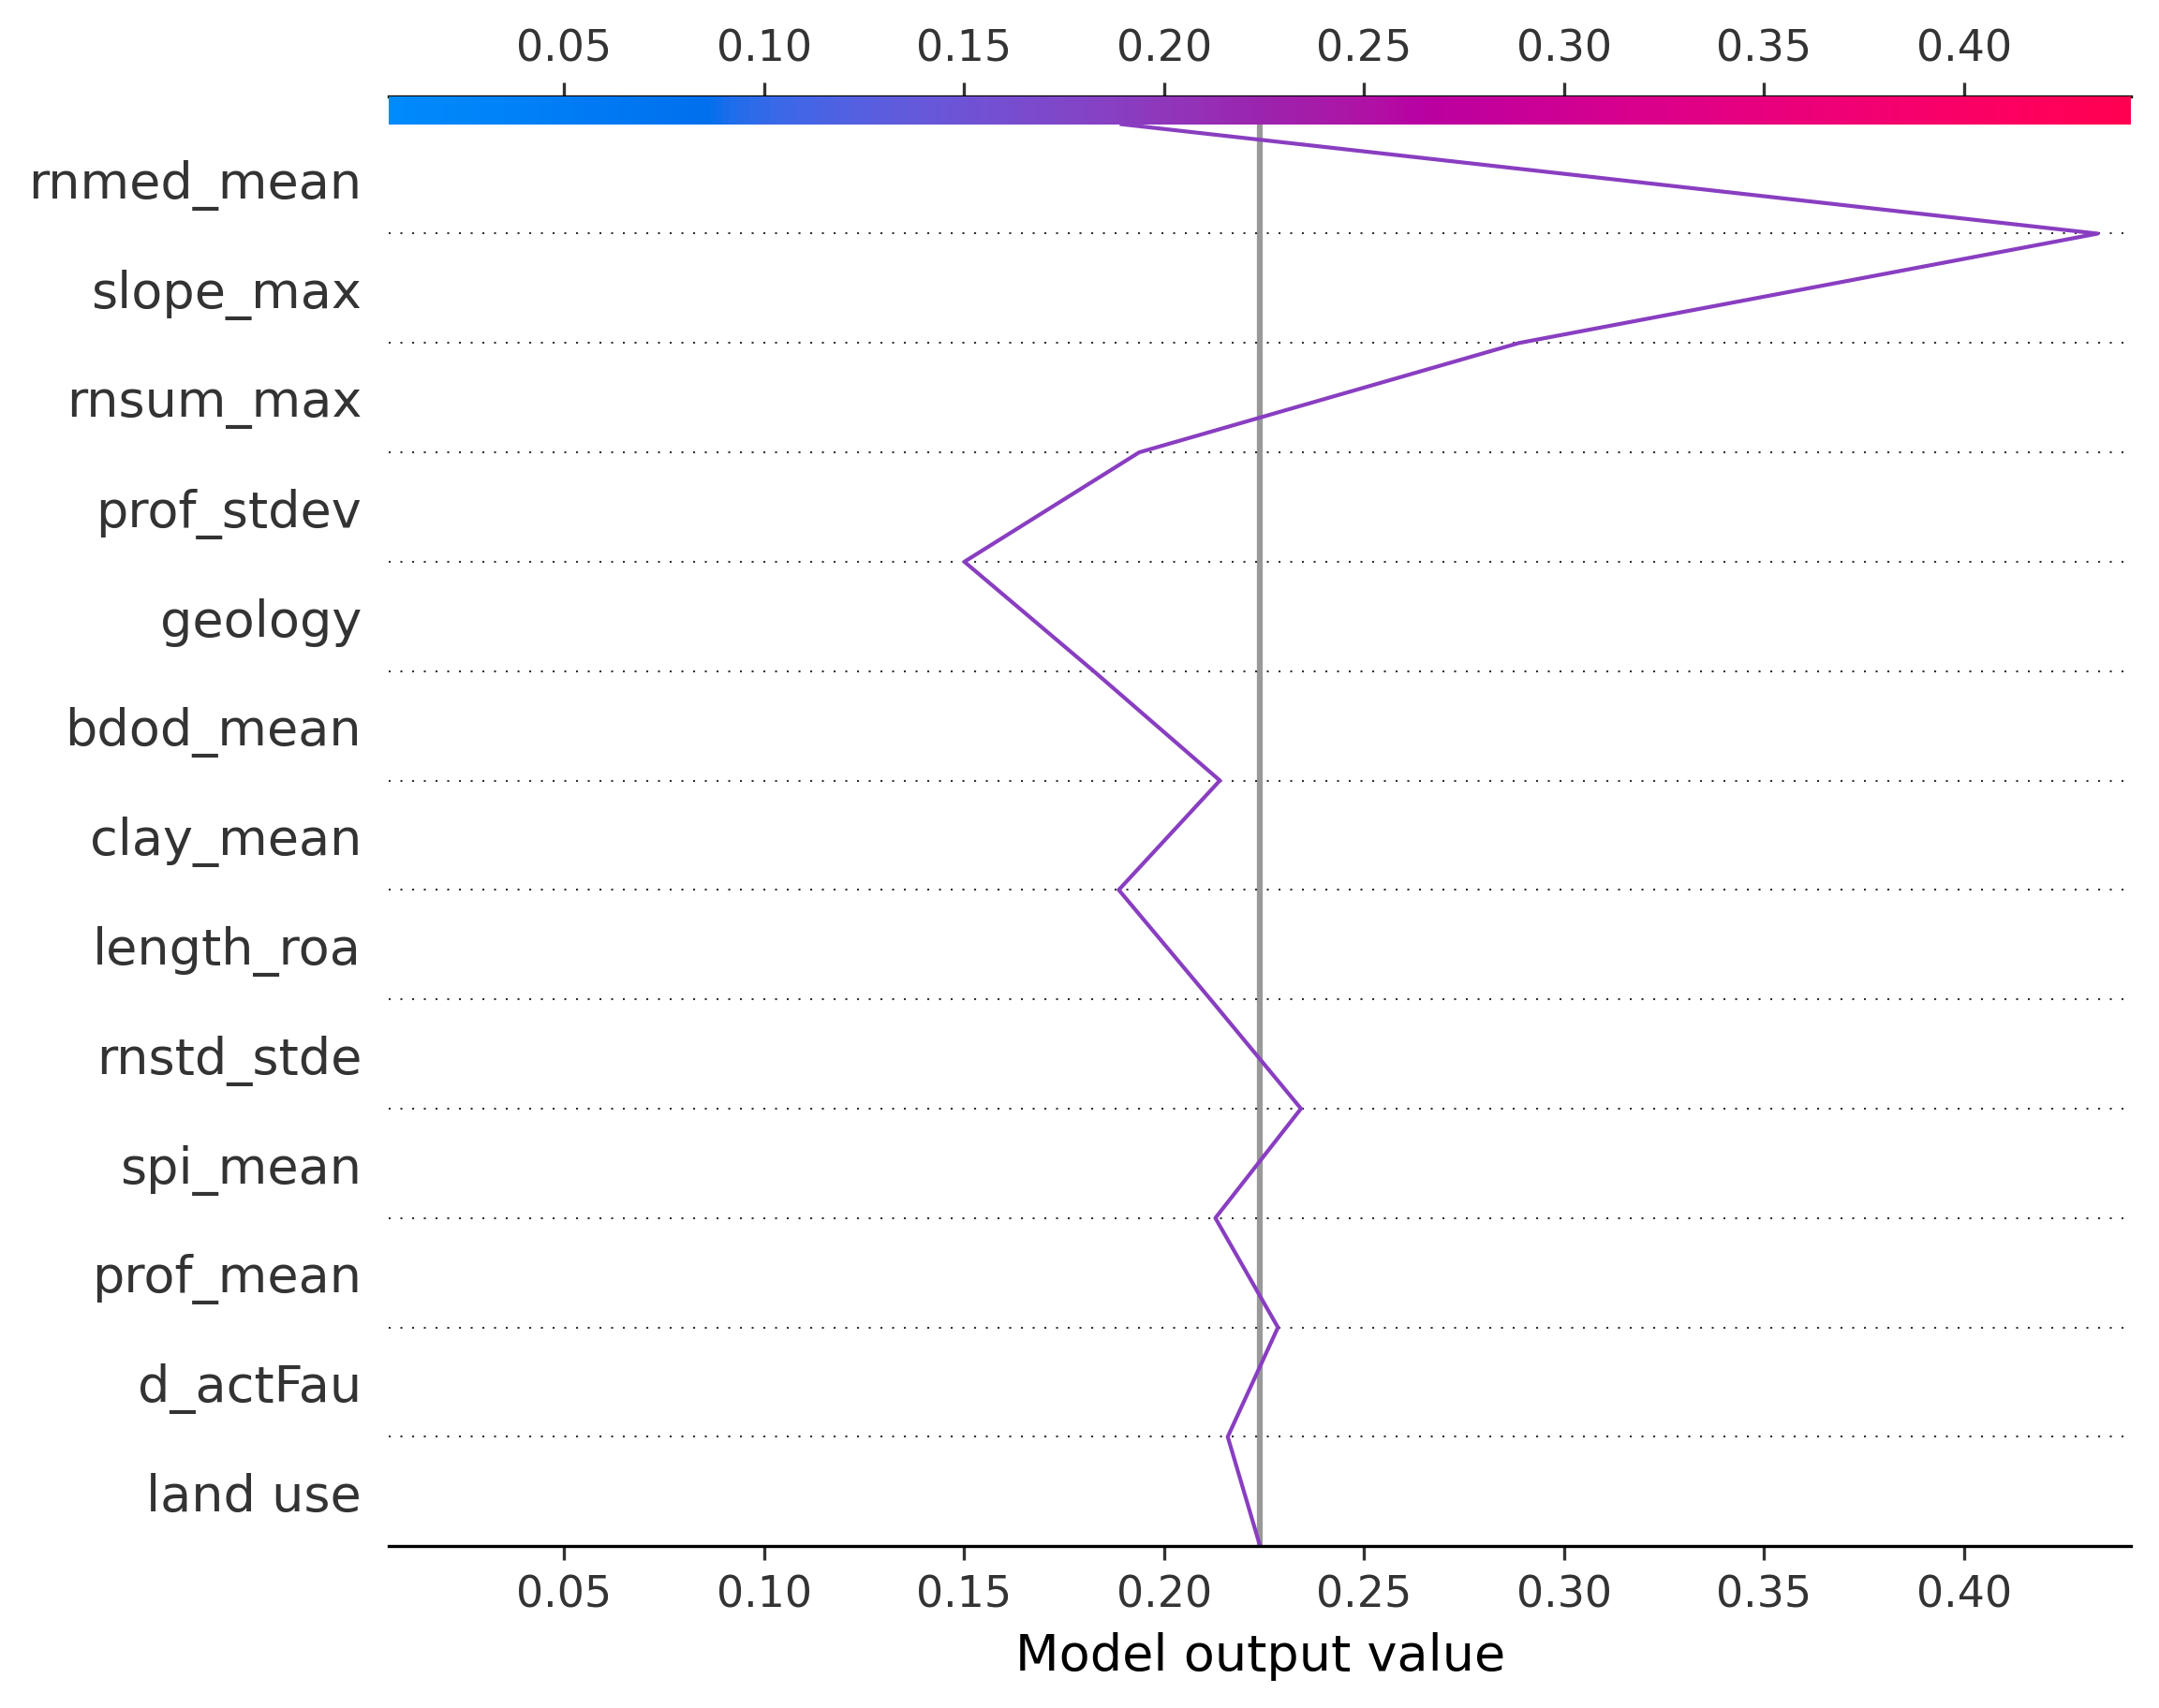 0.05 0.10 0.15 0.20 0.25 0.30 0.35 0.40
rnmed_mean
slope_max
rnsum_max
prof_stdev
geology
bdod_mean
clay_mean
length_roa
rnstd_stde
spi_mean
prof_mean
d_actFau
land use
0.05 0.10 0.15 0.20 0.25 0.30 0.35 0.40
Model output value